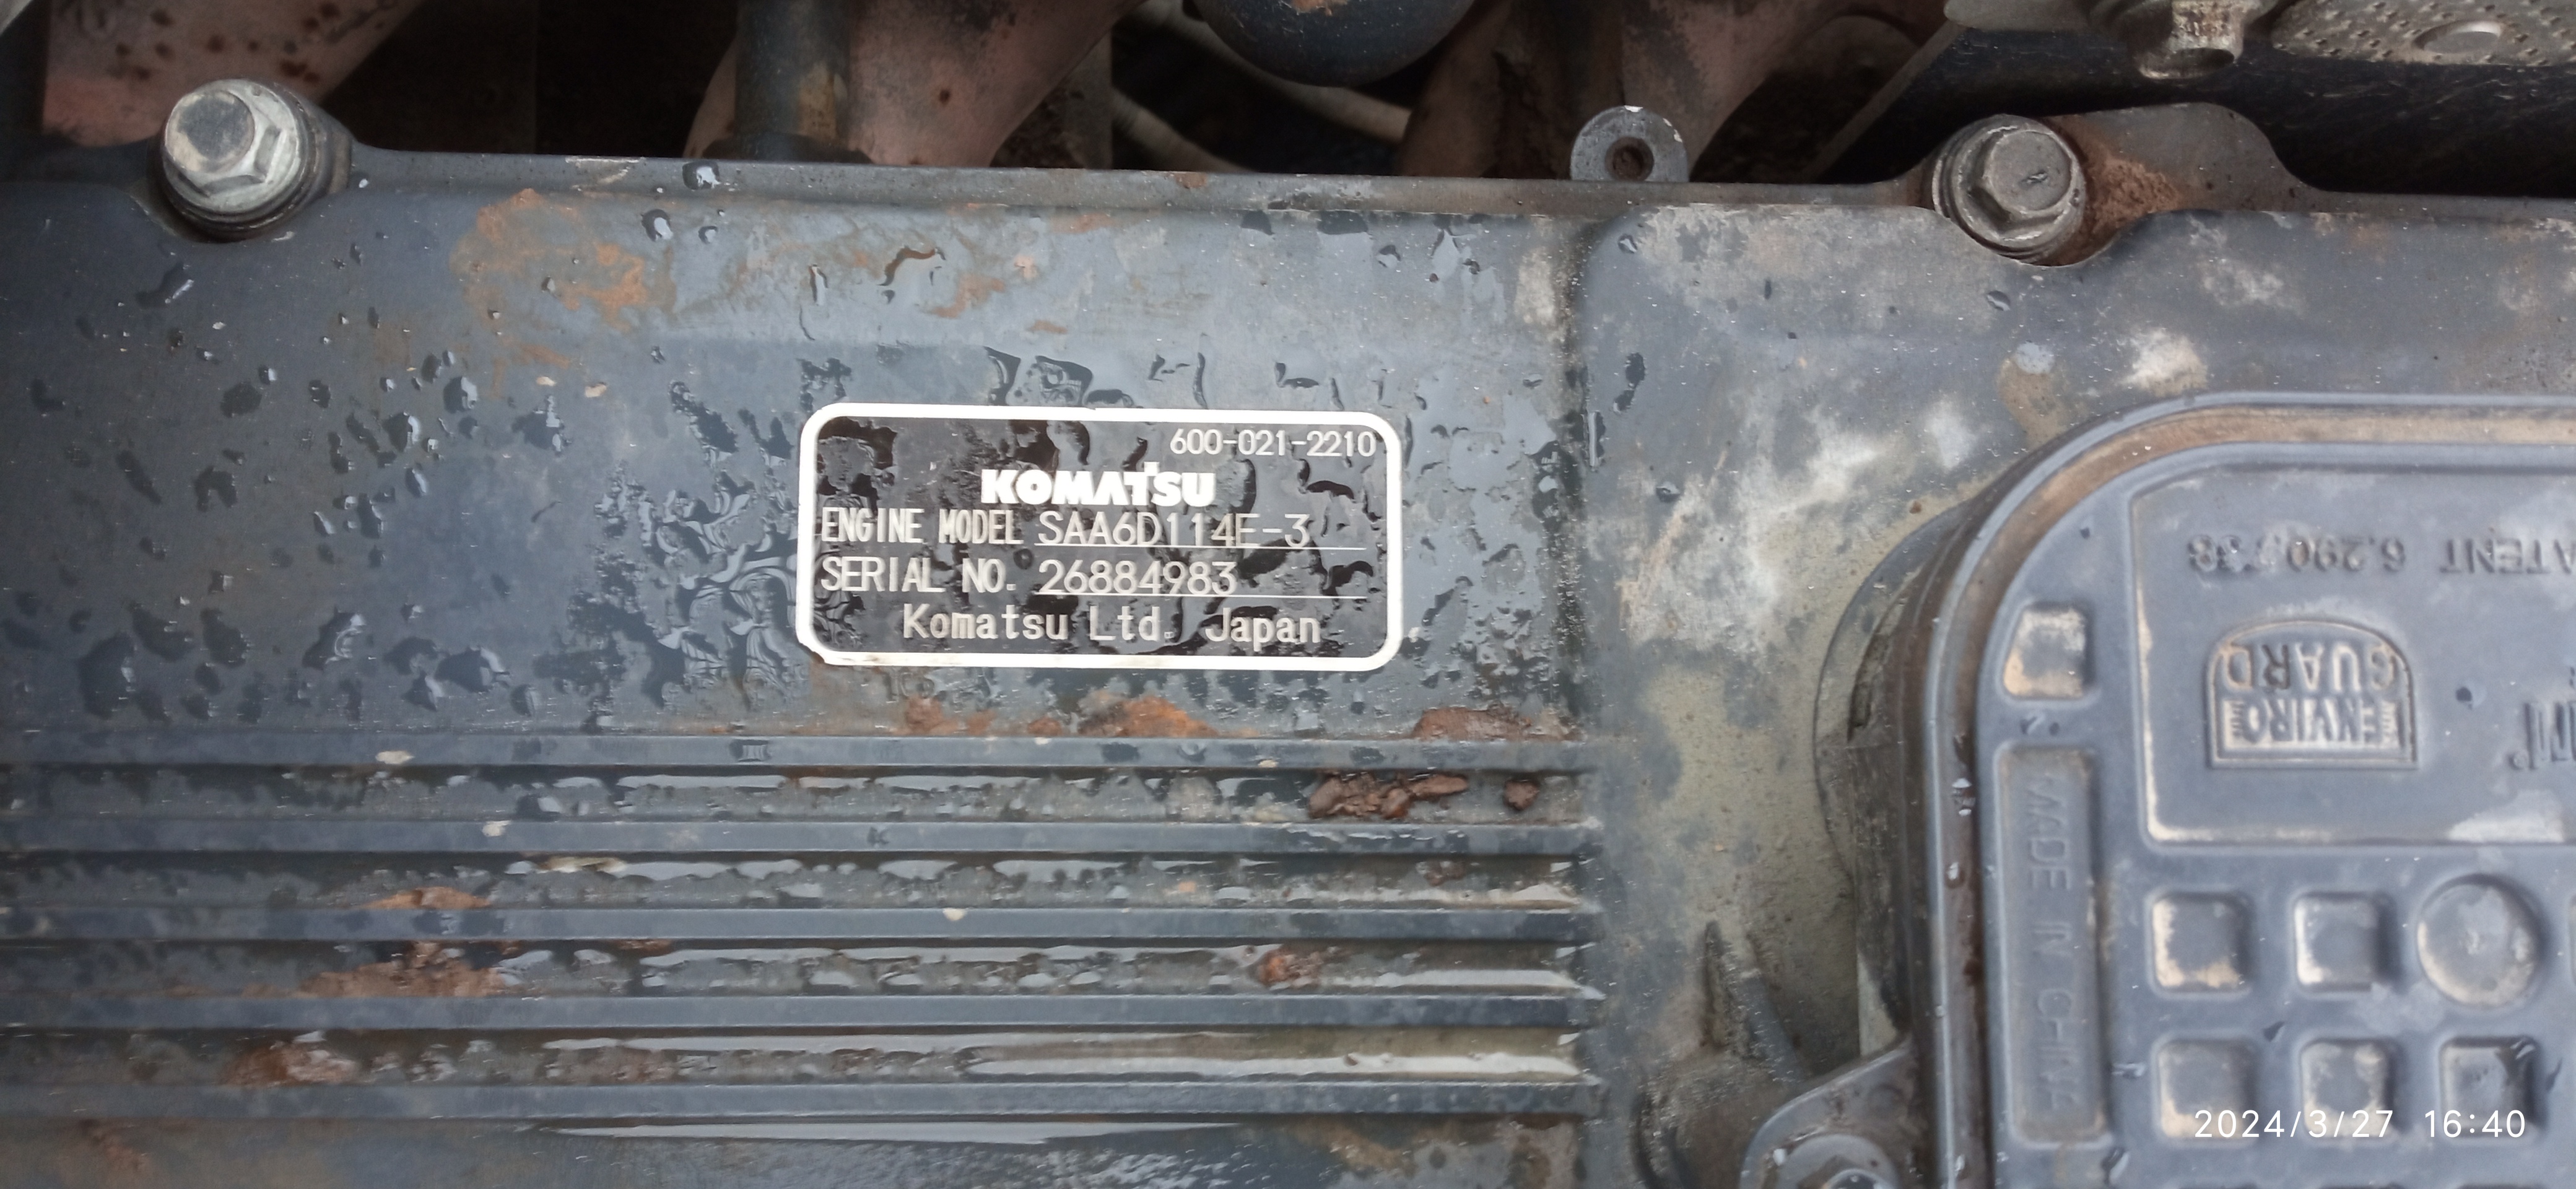 600-021-2210
KOMATSU
ENGINE MODEL SAA6D114E-3
SERIAL NO. 26884983
Komatsu Ltd. Japan
ENVIRO
GUARD
MADE IN CHINA
2024/3/27 16:40